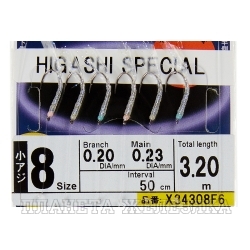 HIGASHI SPECIAL
小アジ
8
Size
Branch
0.20
DIA/mm
Main
0.23
DIA/mm
Interval
50 cm
Total length
3.20
m
品番/X34308F6